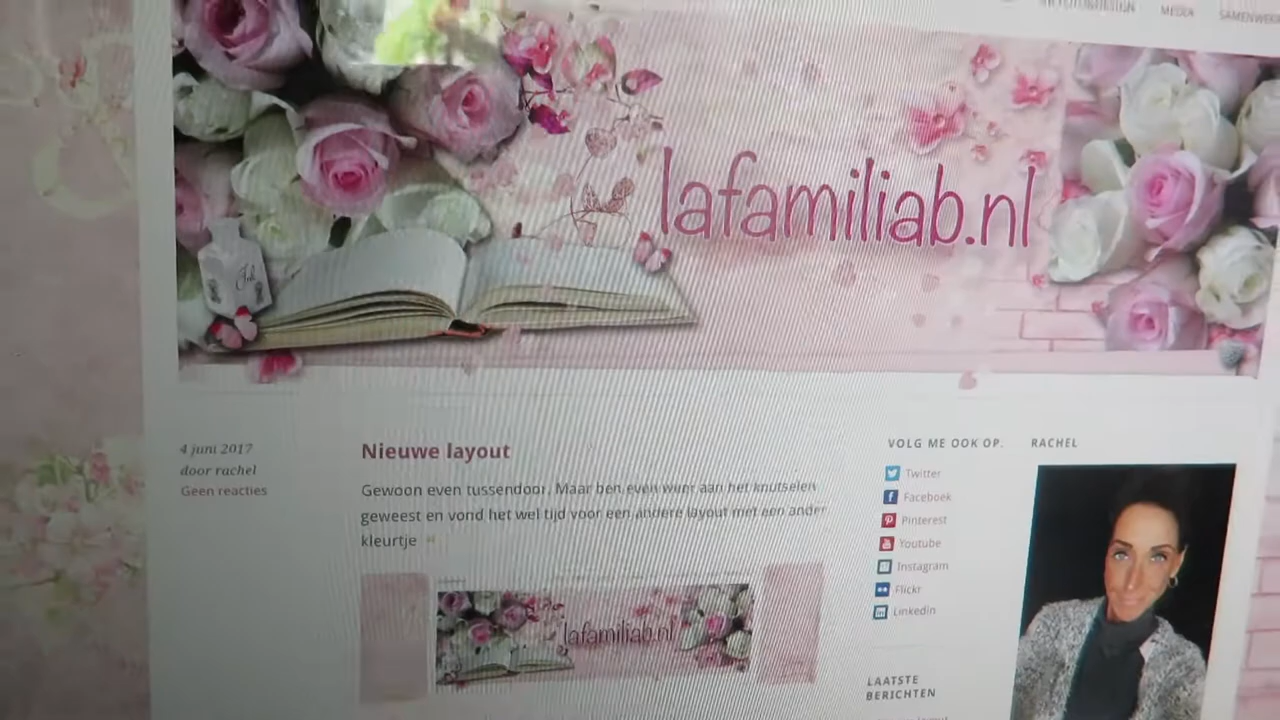 MEDIA
lafamiliab.nl
4 juni 2017
door rachel
Geen reacties
Nieuwe layout
Gewoon even tussendoor. Maar ben even weer aan het knutselen
geweest en vond het wel tijd voor een andere layout met een ander
kleurtje
lafamiliab.nl
VOLG ME OOK OP.
Twitter
Facebook
Pinterest
Youtube
Instagram
Flickr
Linkedin
LAATSTE
BERICHTEN
RACHEL